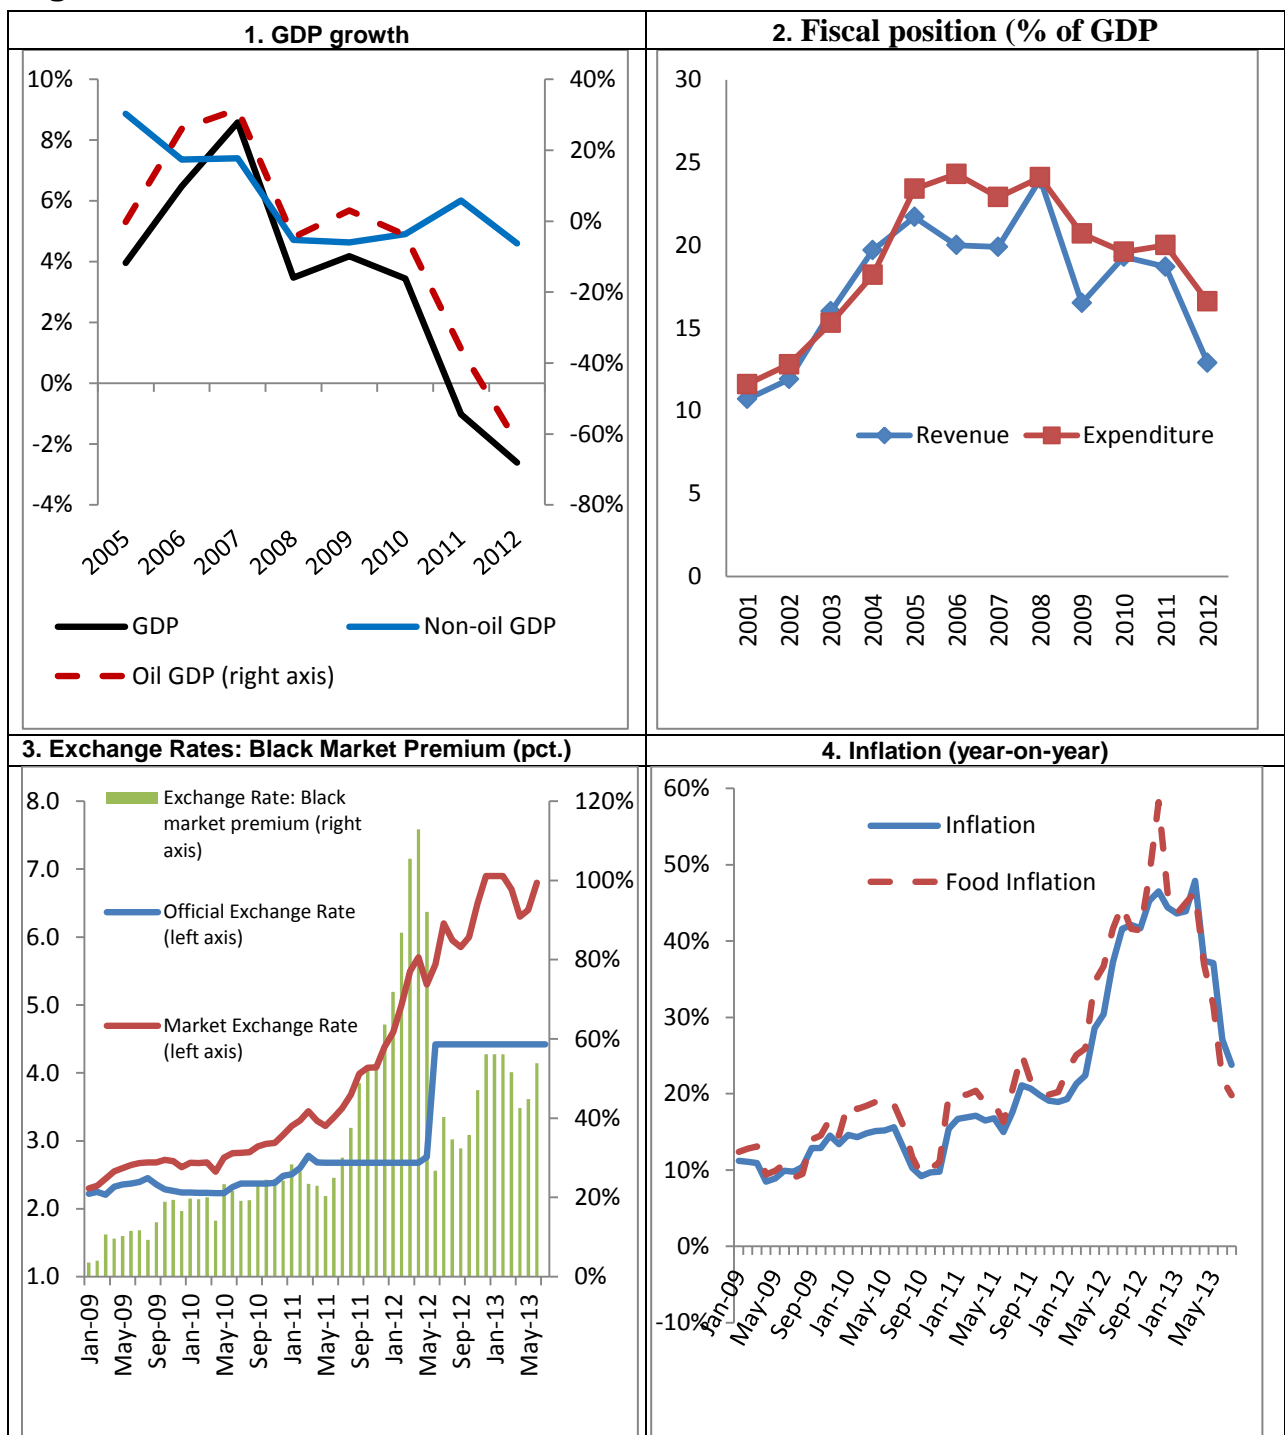 1. GDP growth
10%
8%
6%
4%
2%
0%
-2%
-4%
40%
20%
0%
-20%
-40%
-60%
-80%
2005
2006
2007
2008
2009
2010
2011
2012
GDP
Non-oil GDP
Oil GDP (right axis)
2. Fiscal position (% of GDP
30
25
20
15
10
5
0
Revenue
Expenditure
2001
2002
2003
2004
2005
2006
2007
2008
2009
2010
2011
2012
3. Exchange Rates: Black Market Premium (pct.)
8.0
7.0
6.0
5.0
4.0
3.0
2.0
1.0
Exchange Rate: Black
market premium (right
axis)
Official Exchange Rate
(left axis)
Market Exchange Rate
(left axis)
120%
100%
80%
60%
40%
20%
0%
Jan-09
May-09
Sep-09
Jan-10
May-10
Sep-10
Jan-11
May-11
Sep-11
Jan-12
May-12
Sep-12
Jan-13
May-13
4. Inflation (year-on-year)
60%
50%
40%
30%
20%
10%
0%
-10%
Inflation
Food Inflation
Jan-09
May-09
Sep-09
Jan-10
May-10
Sep-10
Jan-11
May-11
Sep-11
Jan-12
May-12
Sep-12
Jan-13
May-13